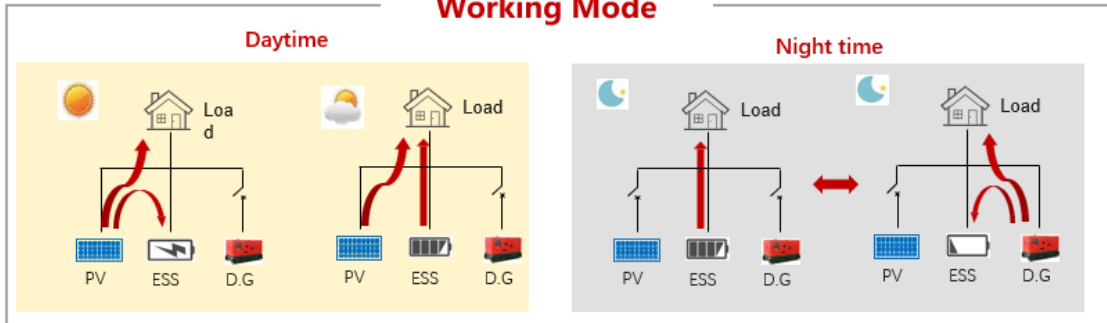 Working Mode
Daytime
Night time
Loa
d
Load
Load
Load
PV
ESS
D.G
PV
ESS
D.G
PV
ESS
D.G
PV
ESS
D.G